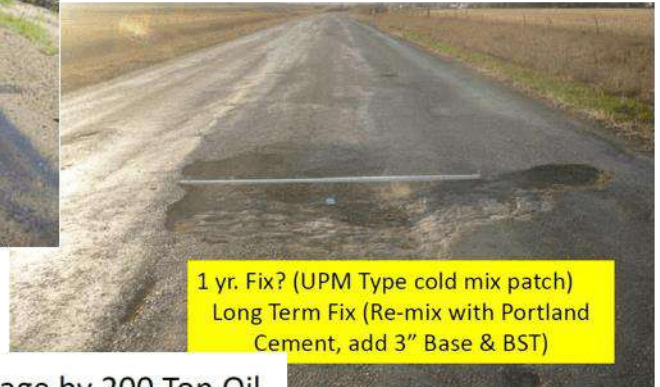 1 yr. Fix? (UPM Type cold mix patch)
Long Term Fix (Re-mix with Portland
Cement, add 3” Base & BST)
age by 200 Ton Oil